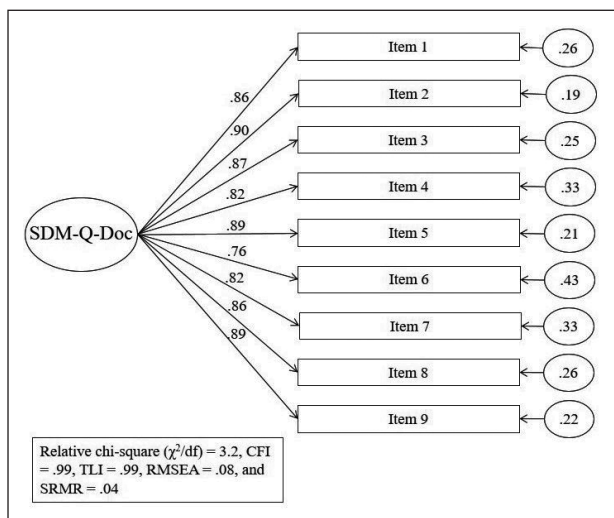 Item 1
.26
.86
Item 2
.19
.90
Item 3
.25
.87
Item 4
.33
.82
SDM-Q-Doc
.89
Item 5
.21
.76
Item 6
.43
.82
Item 7
.33
.86
Item 8
.26
.89
Item 9
.22
Relative chi-square (χ²/df) = 3.2, CFI
= .99, TLI = .99, RMSEA = .08, and
SRMR = .04